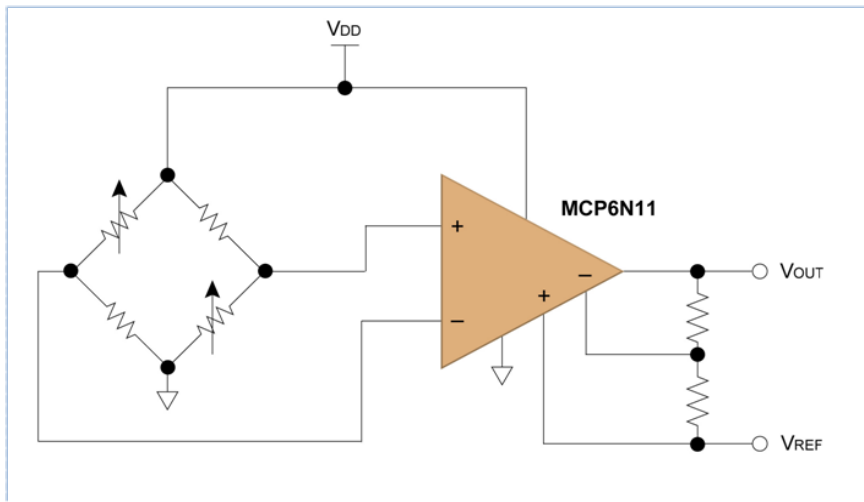 VDD
MCP6N11
+
−
−
+
VOUT
VREF